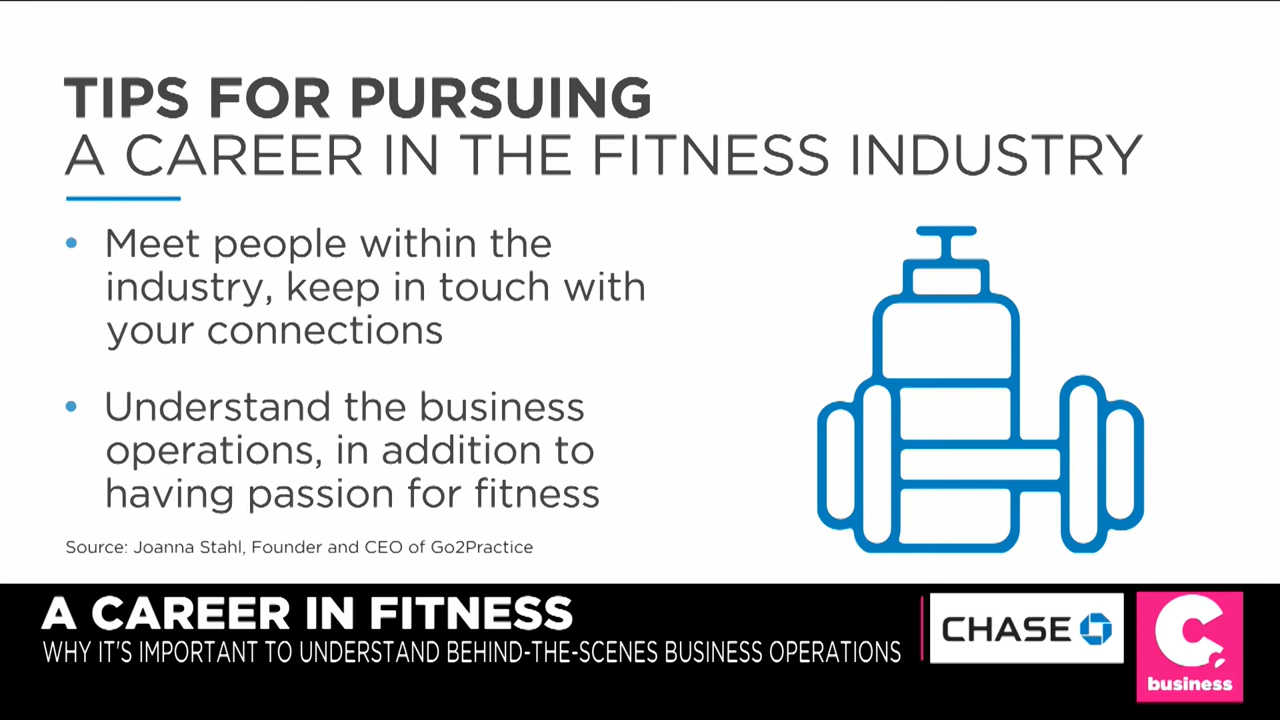 TIPS FOR PURSUING
A CAREER IN THE FITNESS INDUSTRY
• Meet people within the
industry, keep in touch with
your connections
• Understand the business
operations, in addition to
having passion for fitness
Source: Joanna Stahl, Founder and CEO of Go2Practice
A CAREER IN FITNESS
WHY IT'S IMPORTANT TO UNDERSTAND BEHIND-THE-SCENES BUSINESS OPERATIONS
CHASE
C
business